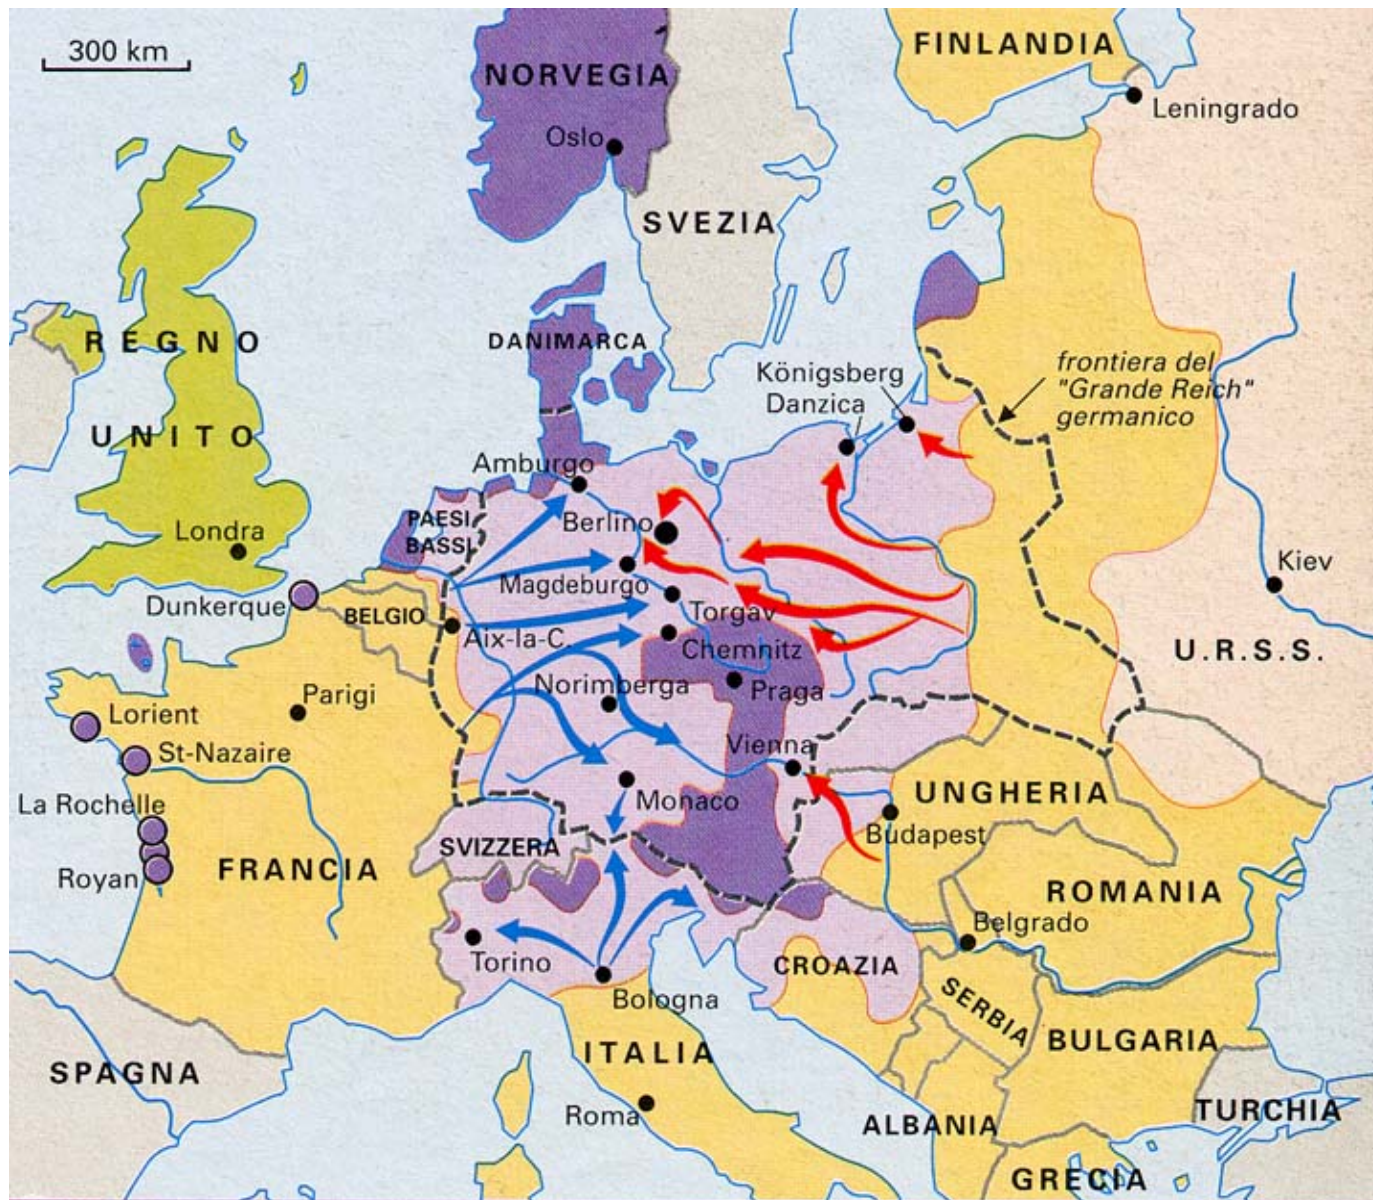 300 km
FINLANDIA
NORVEGIA
Leningrado
Oslo
SVEZIA
REGNO
UNITO
DANIMARCA
frontiera del
"Grande Reich"
germanico
Königsberg
Danzica
Amburgo
PAESI
BASSI
Berlino
Londra
Kiev
Magdeburgo
Dunkerque
BELGIO
Torgav
Aix-la-C.
Chemnitz
U.R.S.S.
Norimberga
Praga
Parigi
Lorient
St-Nazaire
Vienna
La Rochelle
Monaco
UNGHERIA
Budapest
SVIZZERA
FRANCIA
Royan
ROMANIA
Belgrado
Torino
CROAZIA
Bologna
SERBIA
BULGARIA
ITALIA
SPAGNA
Roma
ALBANIA
TURCHIA
GRECIA